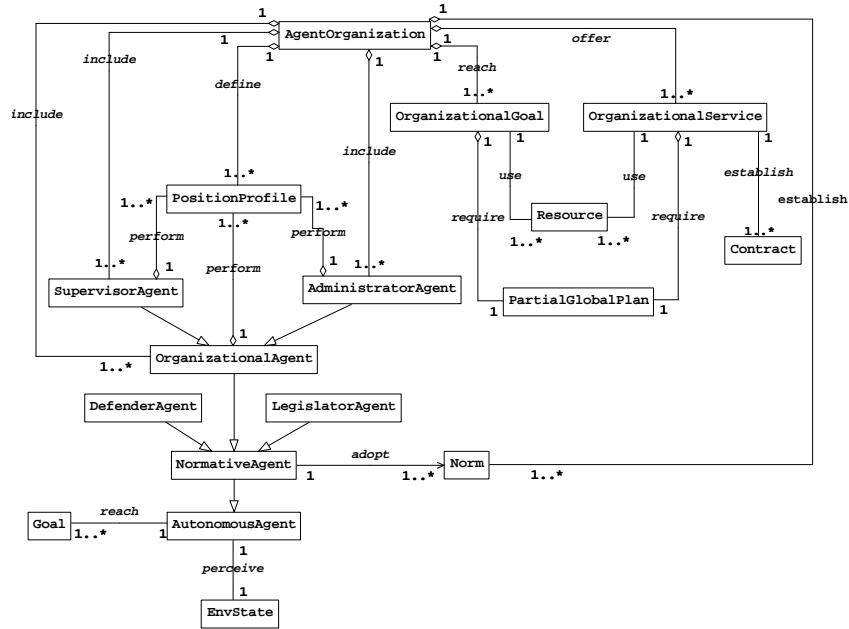 1
1
AgentOrganization
1
offer
include
1
1
1
1
reach
define
1..*
1..*
include
OrganizationalGoal
OrganizationalService
1
1
1
1
1
include
establish
1..*
use
use
PositionProfile
establish
1..*
1..*
1..*
Resource
require
require
perform
perform
1..*
1..*
1..*
Contract
1..*
1
perform
1
1..*
SupervisorAgent
AdministratorAgent
PartialGlobalPlan
1
1
1
OrganizationalAgent
1..*
DefenderAgent
LegislatorAgent
adopt
NormativeAgent
Norm
1
1..*
1..*
reach
Goal
AutonomousAgent
1..*
1
1
perceive
1
EnvState